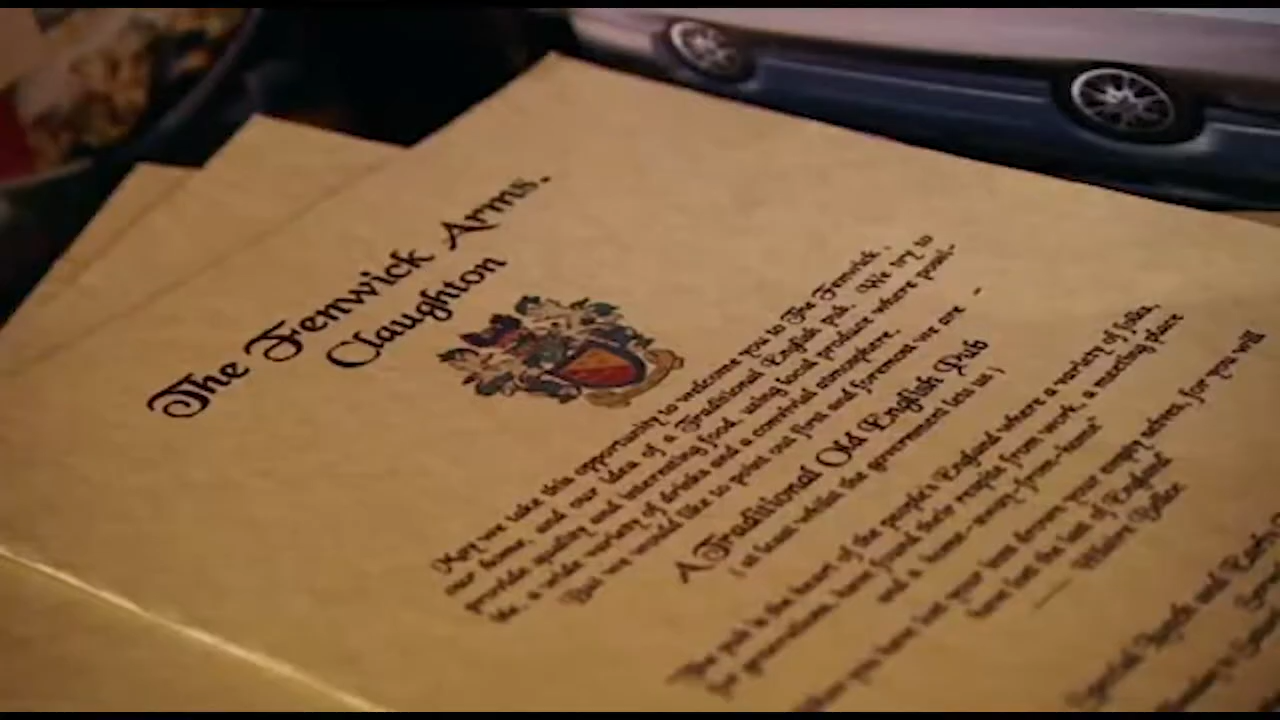 The Fenwick Arms.
Claughton
May we take this opportunity to welcome you to The Fenwick,
our home, and our idea of a Traditional English pub. We try to
provide quality and interesting food, using local produce where possi-
ble, a wide variety of drinks and a convivial atmosphere.
But we would like to point out first and foremost we are -
A Traditional Old English Pub
( at least whilst the government lets us )
The pub is the heart of the people's England where a variety of folks,
for generations, have found their respite from work, a meeting place
and a home-away-from-home"
When you have lost your inns drown your empty selves, for you will
have lost the last of England
Hilaire Belloc
Special